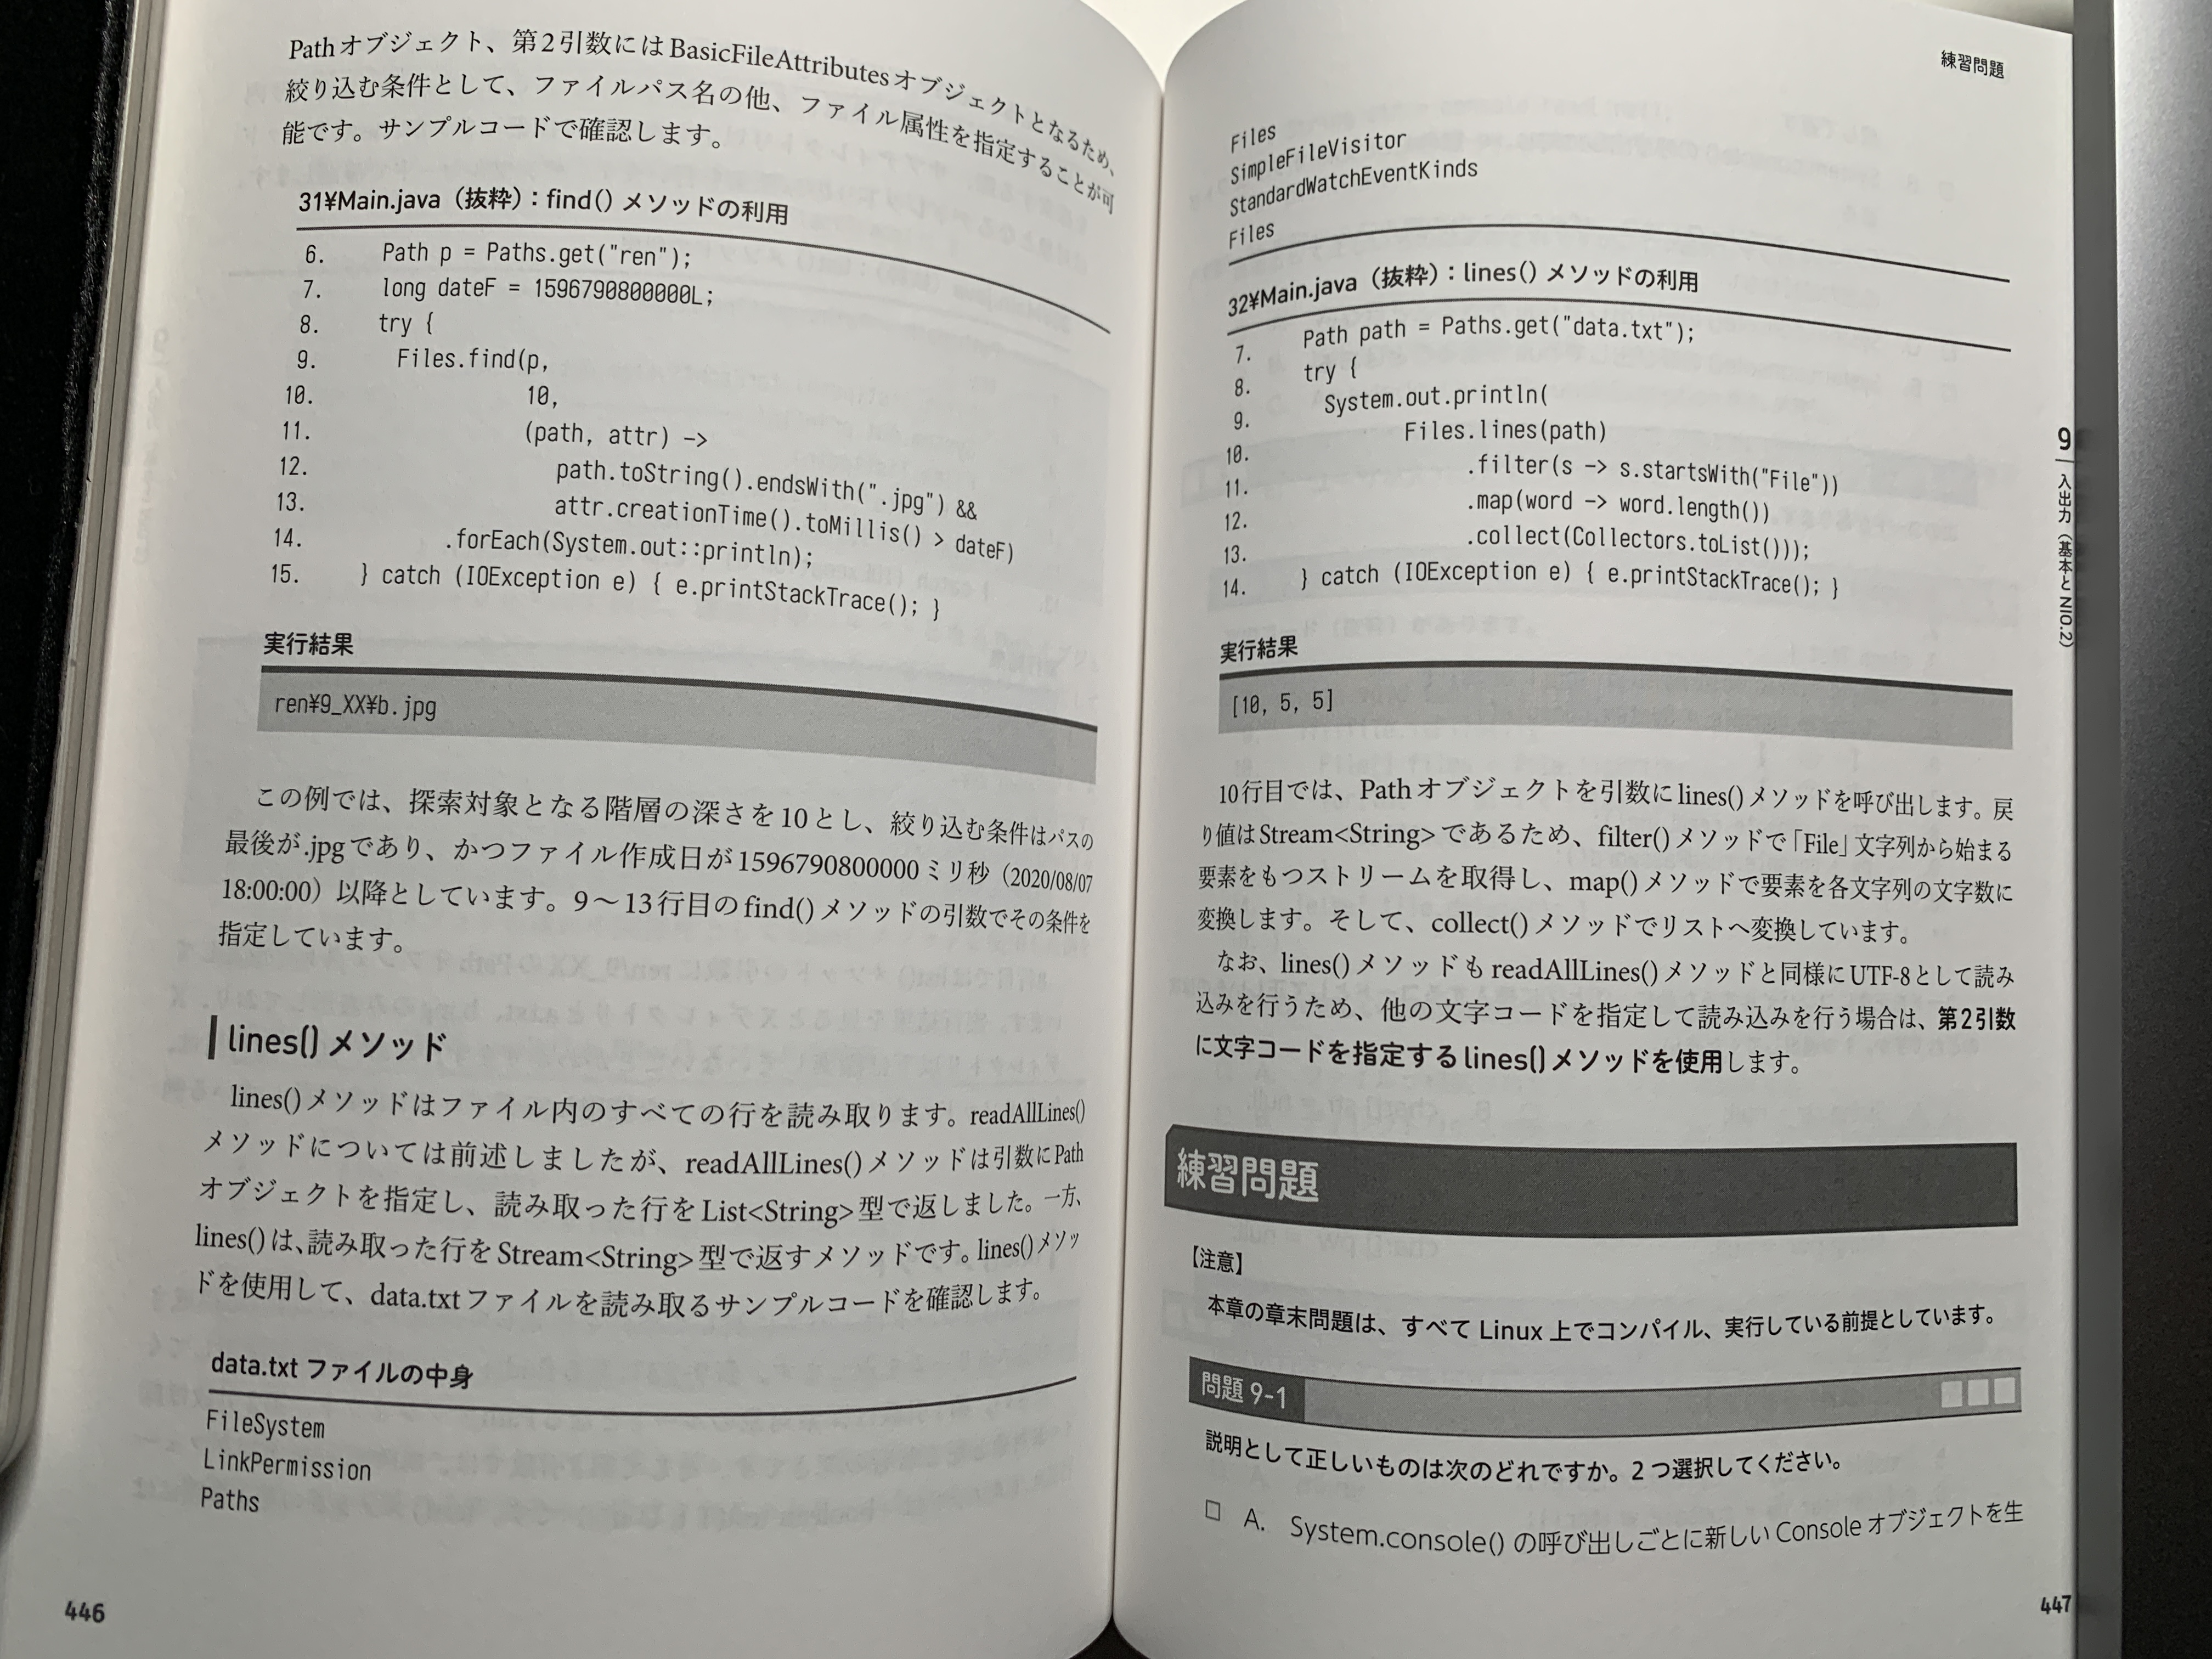 Pathオブジェクト、第2引数にはBasicFileAttributesオブジェクトとなるため、
絞り込む条件として、ファイルパス名の他、ファイル属性を指定することが可
能です。サンプルコードで確認します。
31¥Main.java（抜粋）：find() メソッドの利用
6. Path p = Paths.get("ren");
7. long dateF = 1596790800000L;
8. try {
9. Files.find(p,
10. 10,
11. (path, attr) ->
12. path.toString().endsWith(".jpg") &&
13. attr.creationTime().toMillis() > dateF)
14. .forEach(System.out::println);
15. } catch (IOException e) { e.printStackTrace(); }
実行結果
ren¥9_XX¥b.jpg
この例では、探索対象となる階層の深さを10とし、絞り込む条件はパスの
最後が.jpgであり、かつファイル作成日が1596790800000ミリ秒（2020/08/07
18:00:00）以降としています。9～13行目のfind()メソッドの引数でその条件を
指定しています。
lines() メソッド
lines()メソッドはファイル内のすべての行を読み取ります。readAllLines()
メソッドについては前述しましたが、readAllLines()メソッドは引数にPath
オブジェクトを指定し、読み取った行をList<String>型で返しました。一方、
lines()は、読み取った行をStream<String>型で返すメソッドです。lines()メソッ
ドを使用して、data.txtファイルを読み取るサンプルコードを確認します。
data.txt ファイルの中身
FileSystem
LinkPermission
Paths
446
練習問題
Files
SimpleFileVisitor
StandardWatchEventKinds
Files
32¥Main.java（抜粋）：lines() メソッドの利用
7. Path path = Paths.get("data.txt");
8. try {
9. System.out.println(
10. Files.lines(path)
11. .filter(s -> s.startsWith("File"))
12. .map(word -> word.length())
13. .collect(Collectors.toList()));
14. } catch (IOException e) { e.printStackTrace(); }
実行結果
[10, 5, 5]
10行目では、Pathオブジェクトを引数にlines()メソッドを呼び出します。戻
り値はStream<String>であるため、filter()メソッドで「File」文字列から始まる
要素をもつストリームを取得し、map()メソッドで要素を各文字列の文字数に
変換します。そして、collect()メソッドでリストへ変換しています。
なお、lines()メソッドもreadAllLines()メソッドと同様にUTF-8として読み
込みを行うため、他の文字コードを指定して読み込みを行う場合は、第2引数
に文字コードを指定するlines()メソッドを使用します。
練習問題
【注意】
本章の章末問題は、すべて Linux 上でコンパイル、実行している前提としています。
問題 9-1
説明として正しいものは次のどれですか。2 つ選択してください。
□ A. System.console() の呼び出しごとに新しい Console オブジェクトを生
9
入出力（基本と NIO.2）
447